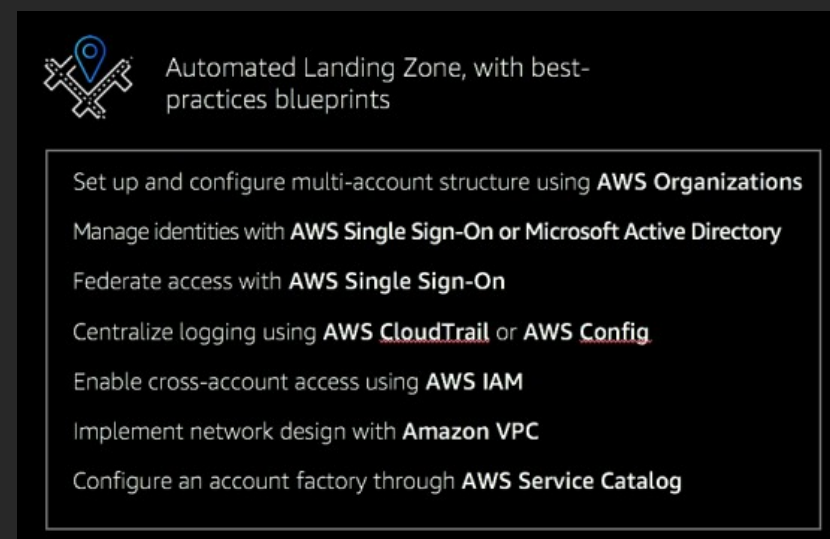 Automated Landing Zone, with best-
practices blueprints
Set up and configure multi-account structure using AWS Organizations
Manage identities with AWS Single Sign-On or Microsoft Active Directory
Federate access with AWS Single Sign-On
Centralize logging using AWS CloudTrail or AWS Config
Enable cross-account access using AWS IAM
Implement network design with Amazon VPC
Configure an account factory through AWS Service Catalog